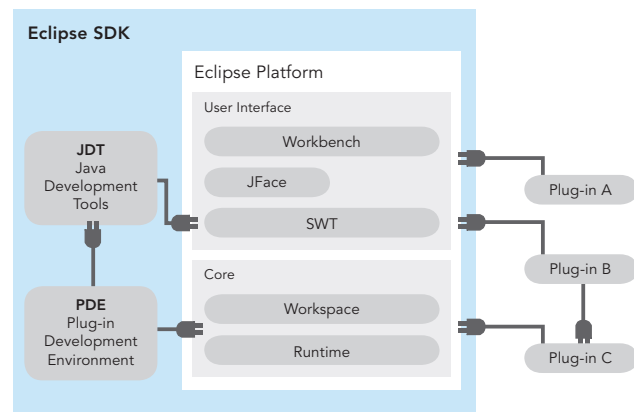 Eclipse SDK
Eclipse Platform
User Interface
Workbench
JFace
SWT
Core
Workspace
Runtime
JDT
Java
Development
Tools
PDE
Plug-in
Development
Environment
Plug-in A
Plug-in B
Plug-in C